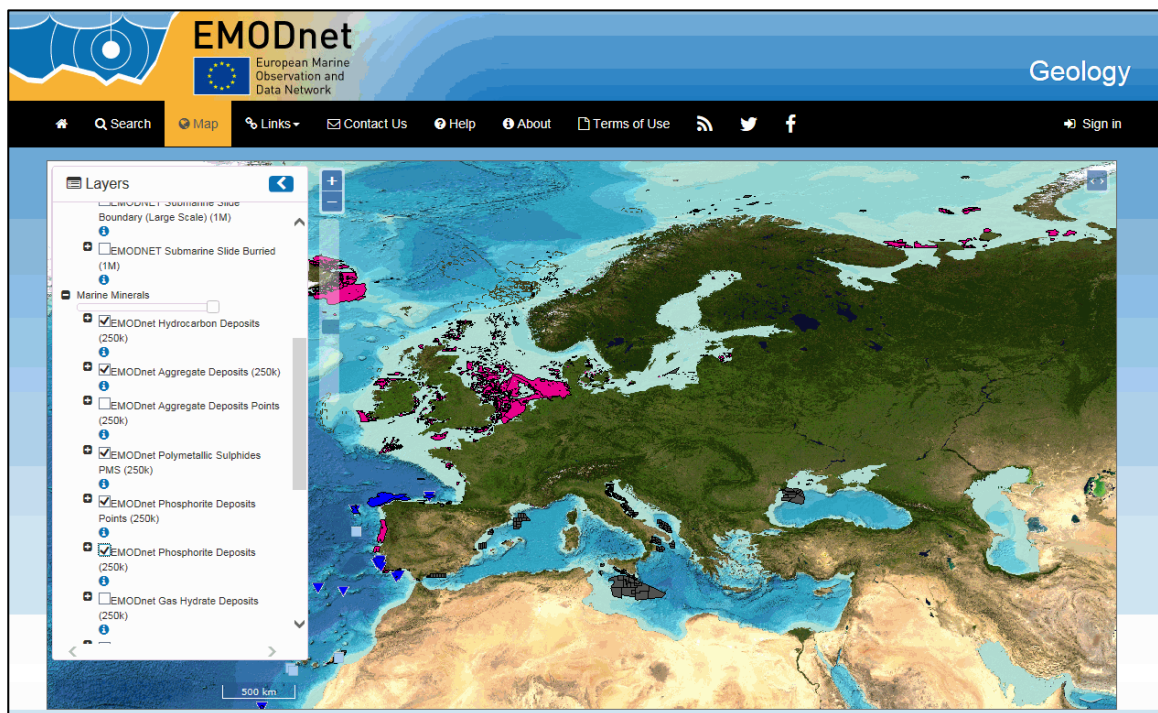 EMODnet
European Marine
Observation and
Data Network
Geology
Search
Map
Links
Contact Us
Help
About
Terms of Use
Sign in
Layers
EMODNET Submarine Slide
Boundary (Large Scale) (1M)
EMODNET Submarine Slide Burried
(1M)
Marine Minerals
EMODnet Hydrocarbon Deposits
(250k)
EMODnet Aggregate Deposits (250k)
EMODnet Aggregate Deposits Points
(250k)
EMODnet Polymetallic Sulphides
PMS (250k)
EMODnet Phosphorite Deposits
Points (250k)
EMODnet Phosphorite Deposits
(250k)
EMODnet Gas Hydrate Deposits
(250k)
500 km